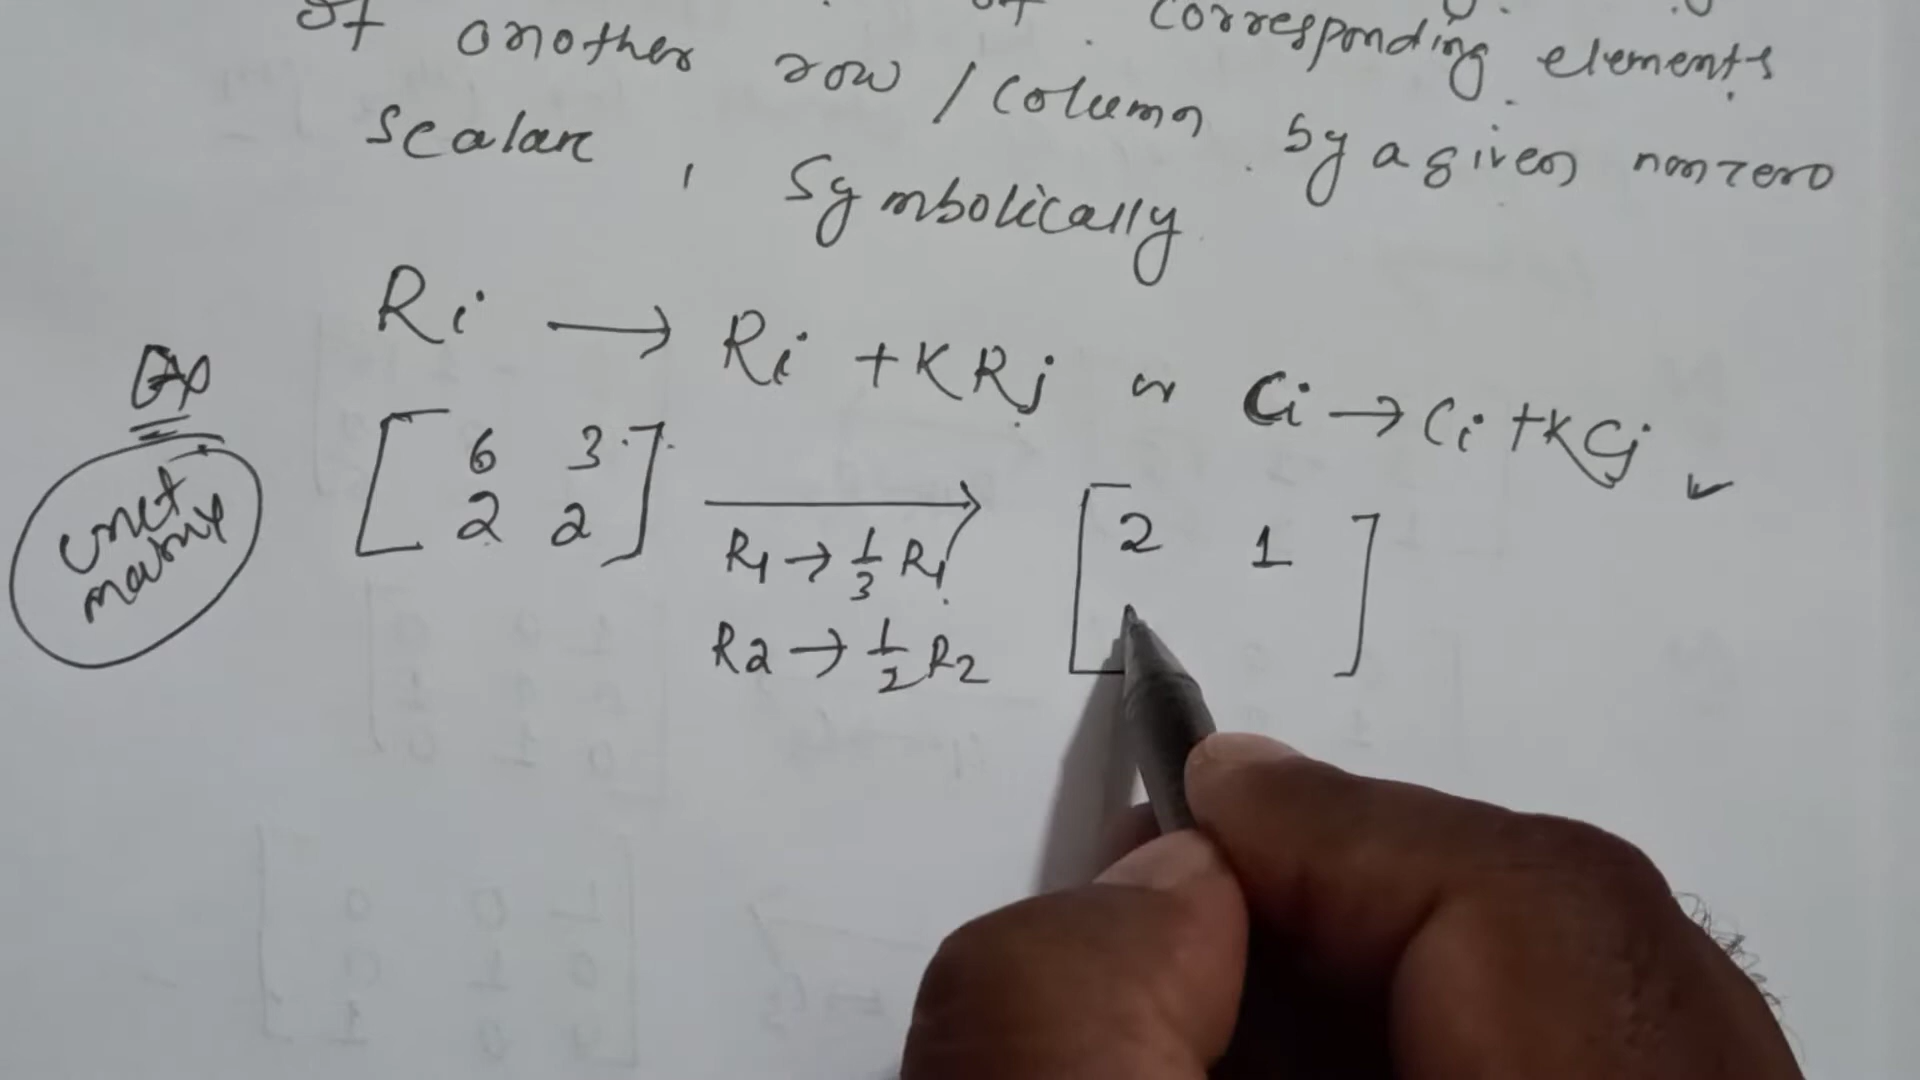 of another row / column of corresponding elements
scalar, Symbolically by a given nonzero
Ri → Ri + KRj or Ci → Ci + KCj
Ex
unit
matrix
[6 3
2 2]
R1 → 1/3 R1
R2 → 1/2 R2
[2 1]